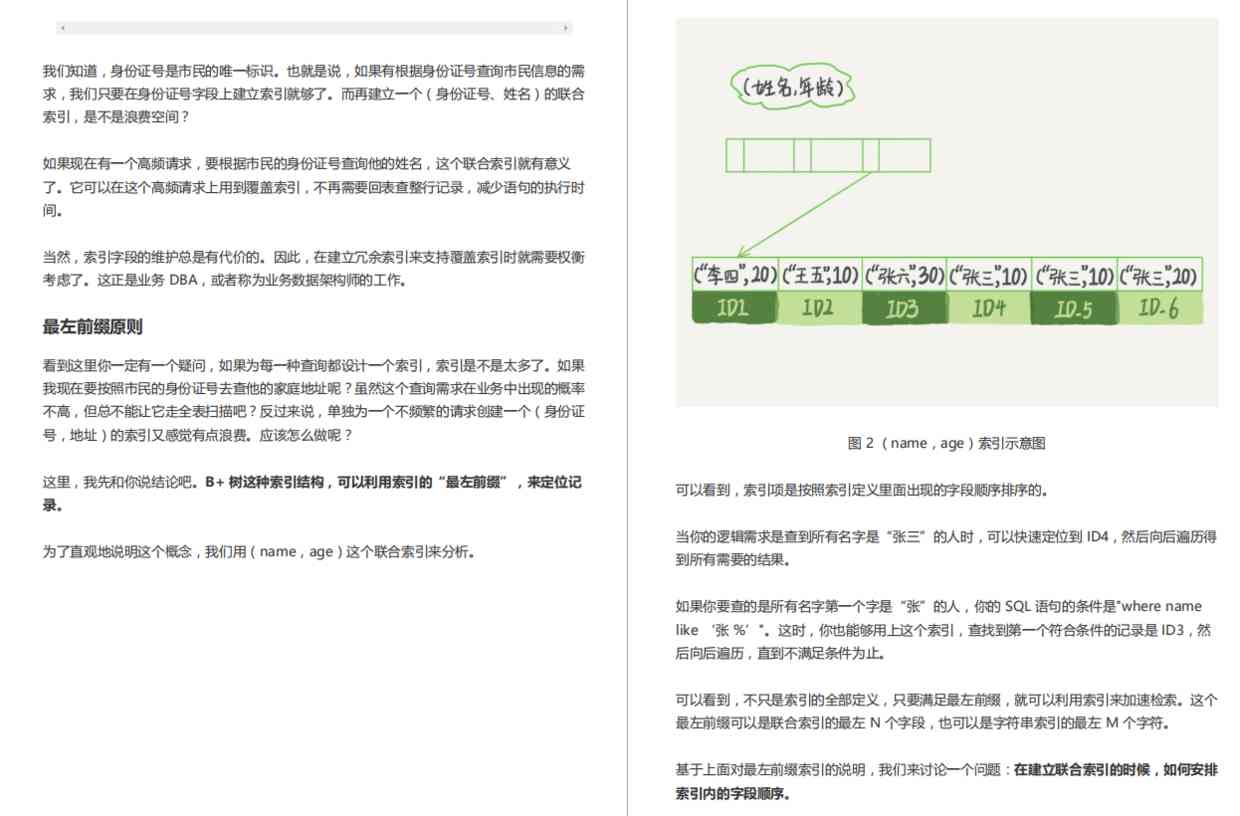 我们知道，身份证号是市民的唯一标识。也就是说，如果有根据身份证号查询市民信息的需
求，我们只要在身份证号字段上建立索引就够了。而再建立一个（身份证号、姓名）的联合
索引，是不是浪费空间？
如果现在有一个高频请求，要根据市民的身份证号查询他的姓名，这个联合索引就有意义
了。它可以在这个高频请求上用到覆盖索引，不再需要回表查整行记录，减少语句的执行时
间。
当然，索引字段的维护总是有代价的。因此，在建立冗余索引来支持覆盖索引时就需要权衡
考虑了。这正是业务 DBA，或者称为业务数据架构师的工作。
最左前缀原则
看到这里你一定有一个疑问，如果为每一种查询都设计一个索引，索引是不是太多了。如果
我现在要按照市民的身份证号去查他的家庭地址呢？虽然这个查询需求在业务中出现的概率
不高，但总不能让它走全表扫描吧？反过来说，单独为一个不频繁的请求创建一个（身份证
号，地址）的索引又感觉有点浪费。应该怎么做呢？
这里，我先和你说结论吧。B+ 树这种索引结构，可以利用索引的“最左前缀”，来定位记
录。
为了直观地说明这个概念，我们用（name，age）这个联合索引来分析。
(姓名,年龄)
(“李四”,20) (“王五”,10) (“张六”,30) (“张三”,10) (“张三”,10) (“张三”,20)
ID1 ID2 ID3 ID4 ID5 ID6
图 2 （name，age）索引示意图
可以看到，索引项是按照索引定义里面出现的字段顺序排序的。
当你的逻辑需求是查到所有名字是“张三”的人时，可以快速定位到 ID4，然后向后遍历得
到所有需要的结果。
如果你要查的是所有名字第一个字是“张”的人，你的 SQL 语句的条件是"where name
like ‘张 %’"。这时，你也能够用上这个索引，查找到第一个符合条件的记录是 ID3，然
后向后遍历，直到不满足条件为止。
可以看到，不只是索引的全部定义，只要满足最左前缀，就可以利用索引来加速检索。这个
最左前缀可以是联合索引的最左 N 个字段，也可以是字符串索引的最左 M 个字符。
基于上面对最左前缀索引的说明，我们来讨论一个问题：在建立联合索引的时候，如何安排
索引内的字段顺序。